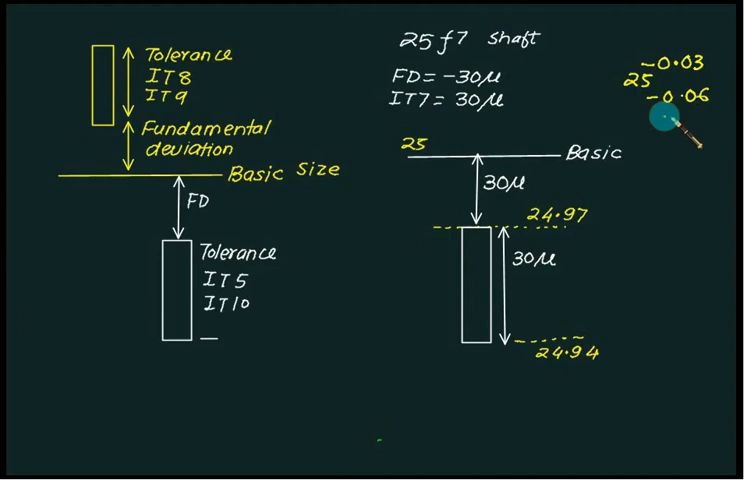 Tolerance
IT8
IT9
Fundamental
deviation
Basic Size
FD
Tolerance
IT5
IT10
25 f7 shaft
FD = -30μ
IT7 = 30μ
-0.03
25
-0.06
25
Basic
30μ
24.97
30μ
24.94